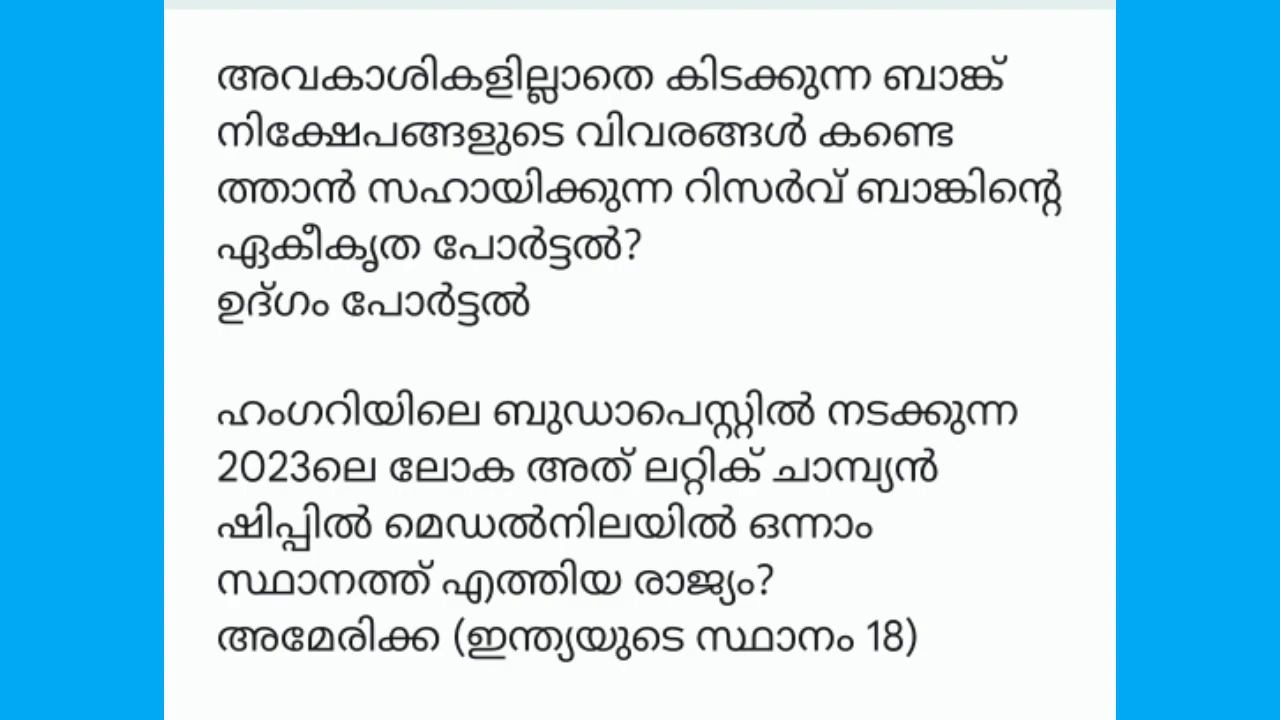 അവകാശികളില്ലാതെ കിടക്കുന്ന ബാങ്ക്
നിക്ഷേപങ്ങളുടെ വിവരങ്ങൾ കണ്ടെ
ത്താൻ സഹായിക്കുന്ന റിസർവ് ബാങ്കിന്റെ
ഏകീകൃത പോർട്ടൽ?
ഉദ്ഗം പോർട്ടൽ
ഹംഗറിയിലെ ബുഡാപെസ്റ്റിൽ നടക്കുന്ന
2023ലെ ലോക അത് ലറ്റിക് ചാമ്പ്യൻ
ഷിപ്പിൽ മെഡൽനിലയിൽ ഒന്നാം
സ്ഥാനത്ത് എത്തിയ രാജ്യം?
അമേരിക്ക (ഇന്ത്യയുടെ സ്ഥാനം 18)